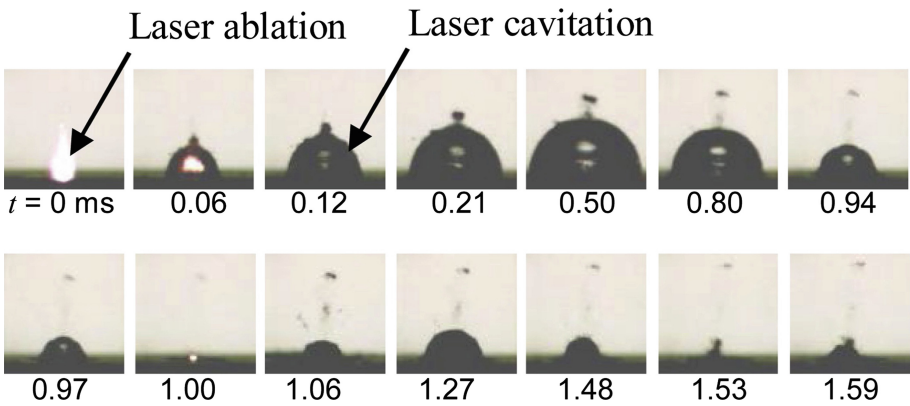 Laser ablation
Laser cavitation
t = 0 ms 0.06 0.12 0.21 0.50 0.80 0.94
0.97 1.00 1.06 1.27 1.48 1.53 1.59